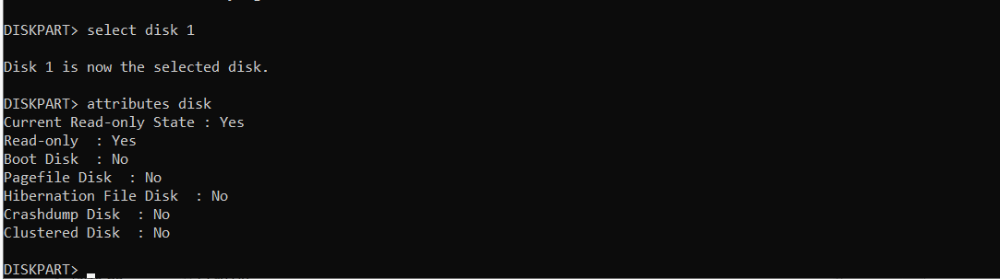 DISKPART> select disk 1
Disk 1 is now the selected disk.
DISKPART> attributes disk
Current Read-only State : Yes
Read-only  : Yes
Boot Disk  : No
Pagefile Disk  : No
Hibernation File Disk  : No
Crashdump Disk  : No
Clustered Disk  : No
DISKPART>